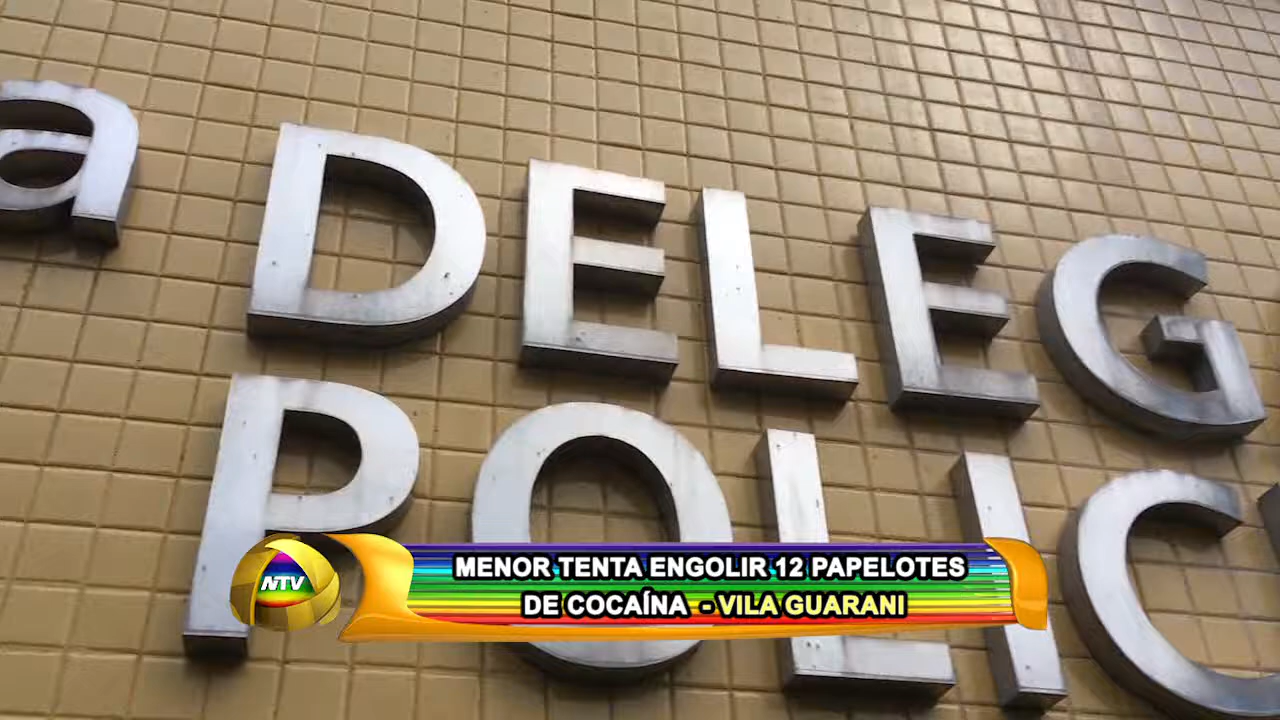 a DELEG
POLIC
NTV
MENOR TENTA ENGOLIR 12 PAPELOTES
DE COCAÍNA - VILA GUARANI